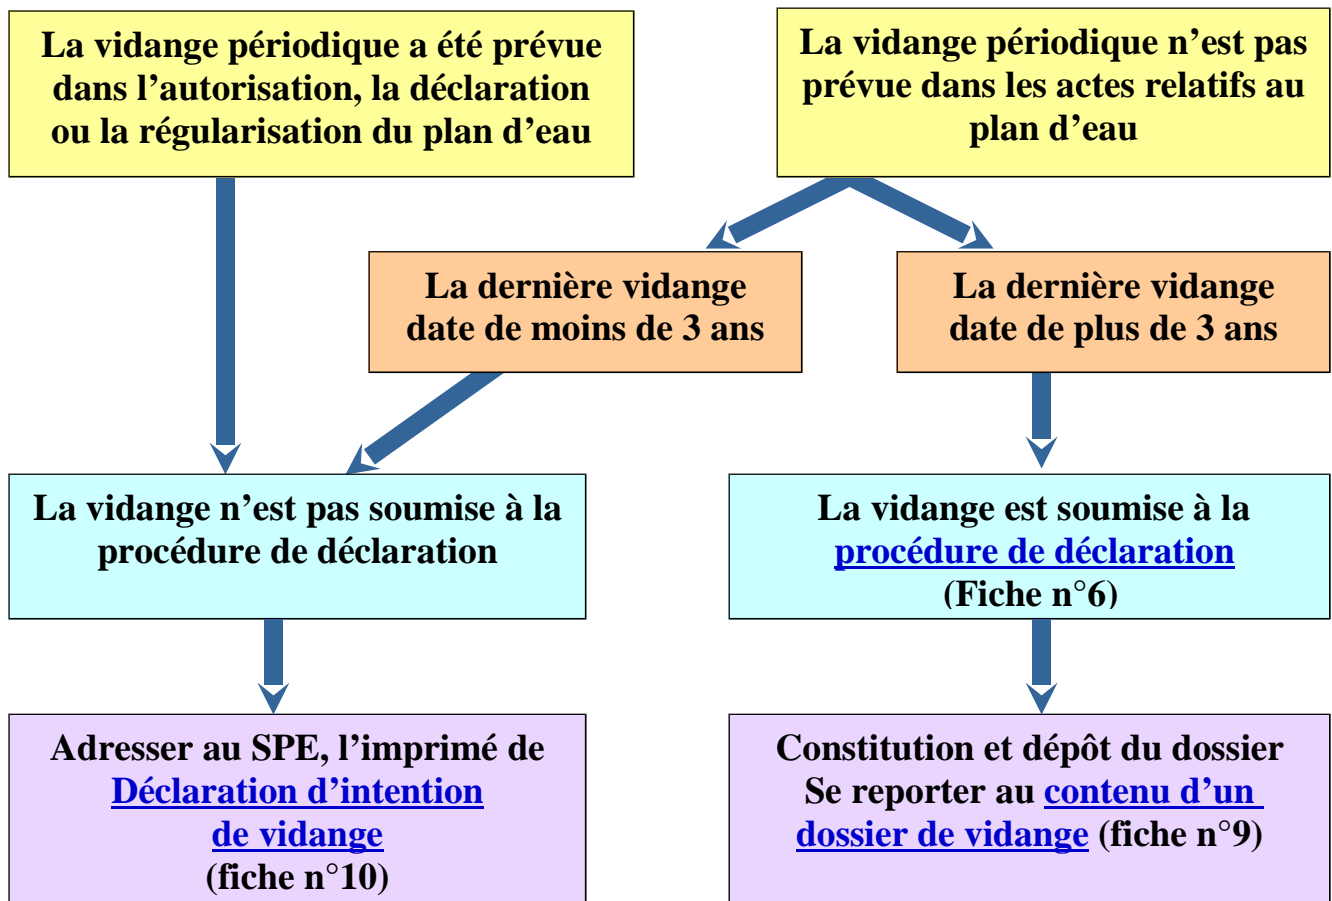 La vidange périodique a été prévue
dans l’autorisation, la déclaration
ou la régularisation du plan d’eau
La vidange périodique n’est pas
prévue dans les actes relatifs au
plan d’eau
La dernière vidange
date de moins de 3 ans
La dernière vidange
date de plus de 3 ans
La vidange n’est pas soumise à la
procédure de déclaration
La vidange est soumise à la
procédure de déclaration
(Fiche n°6)
Adresser au SPE, l’imprimé de
Déclaration d’intention
de vidange
(fiche n°10)
Constitution et dépôt du dossier
Se reporter au contenu d’un
dossier de vidange (fiche n°9)